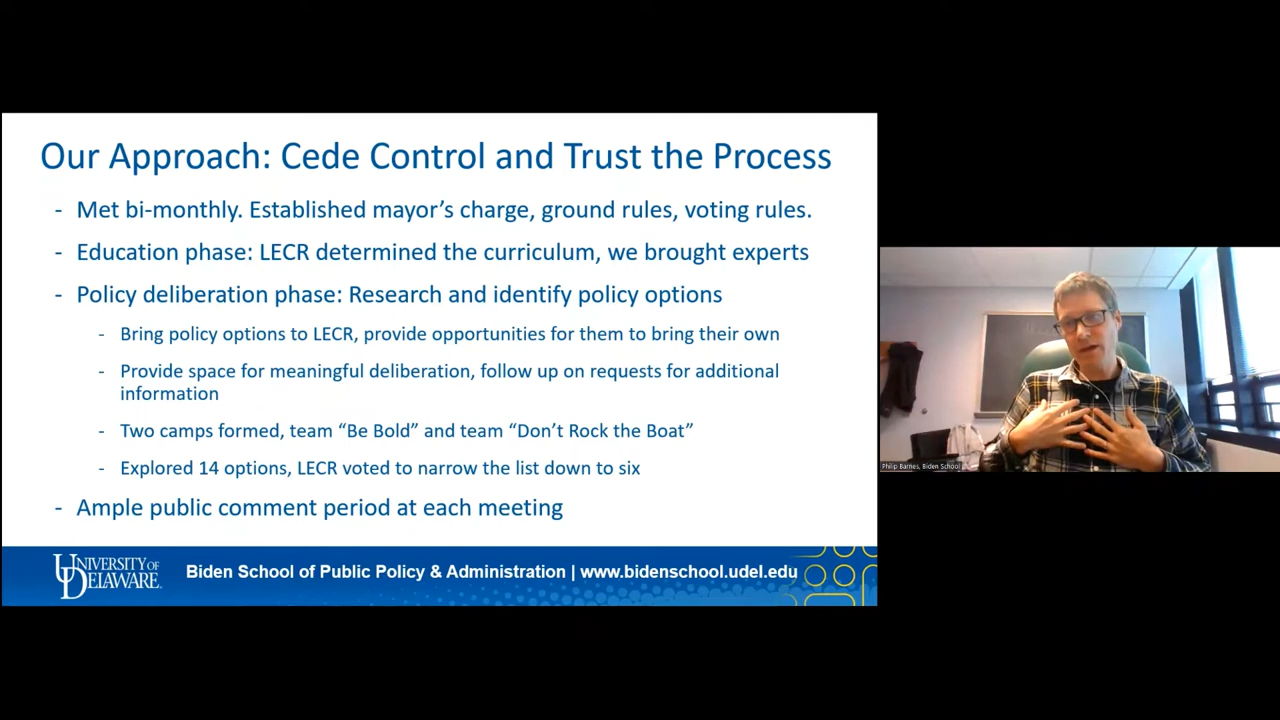 Our Approach: Cede Control and Trust the Process
- Met bi-monthly. Established mayor's charge, ground rules, voting rules.
- Education phase: LECR determined the curriculum, we brought experts
- Policy deliberation phase: Research and identify policy options
- Bring policy options to LECR, provide opportunities for them to bring their own
- Provide space for meaningful deliberation, follow up on requests for additional
information
- Two camps formed, team “Be Bold” and team “Don’t Rock the Boat”
- Explored 14 options, LECR voted to narrow the list down to six
- Ample public comment period at each meeting
UNIVERSITY OF
DELAWARE.
Biden School of Public Policy & Administration | www.bidenschool.udel.edu
Philip Barnes, Biden School